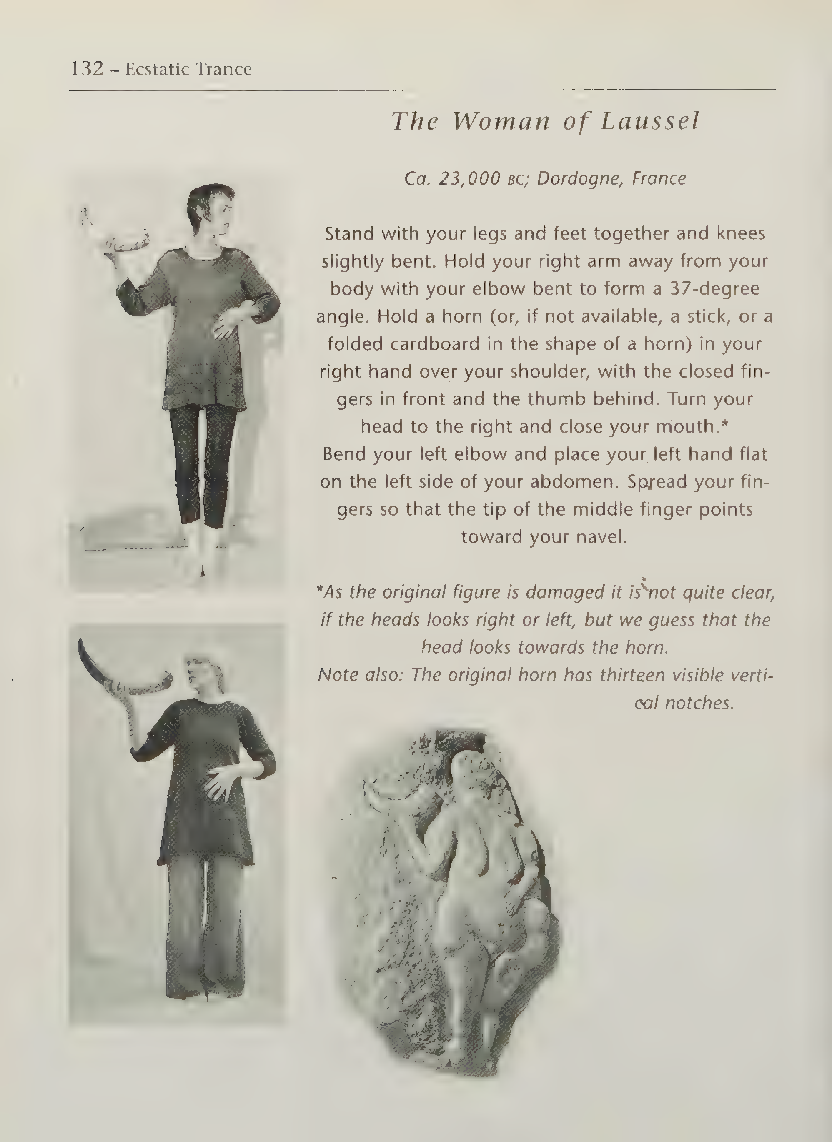 132 – Ecstatic Trance
The Woman of Laussel
Ca. 23,000 BC; Dordogne, France
Stand with your legs and feet together and knees
slightly bent. Hold your right arm away from your
body with your elbow bent to form a 37-degree
angle. Hold a horn (or, if not available, a stick, or a
folded cardboard in the shape of a horn) in your
right hand over your shoulder, with the closed fin-
gers in front and the thumb behind. Turn your
head to the right and close your mouth.*
Bend your left elbow and place your left hand flat
on the left side of your abdomen. Spread your fin-
gers so that the tip of the middle finger points
toward your navel.
*As the original figure is damaged it is not quite clear,
if the heads looks right or left, but we guess that the
head looks towards the horn.
Note also: The original horn has thirteen visible verti-
cal notches.